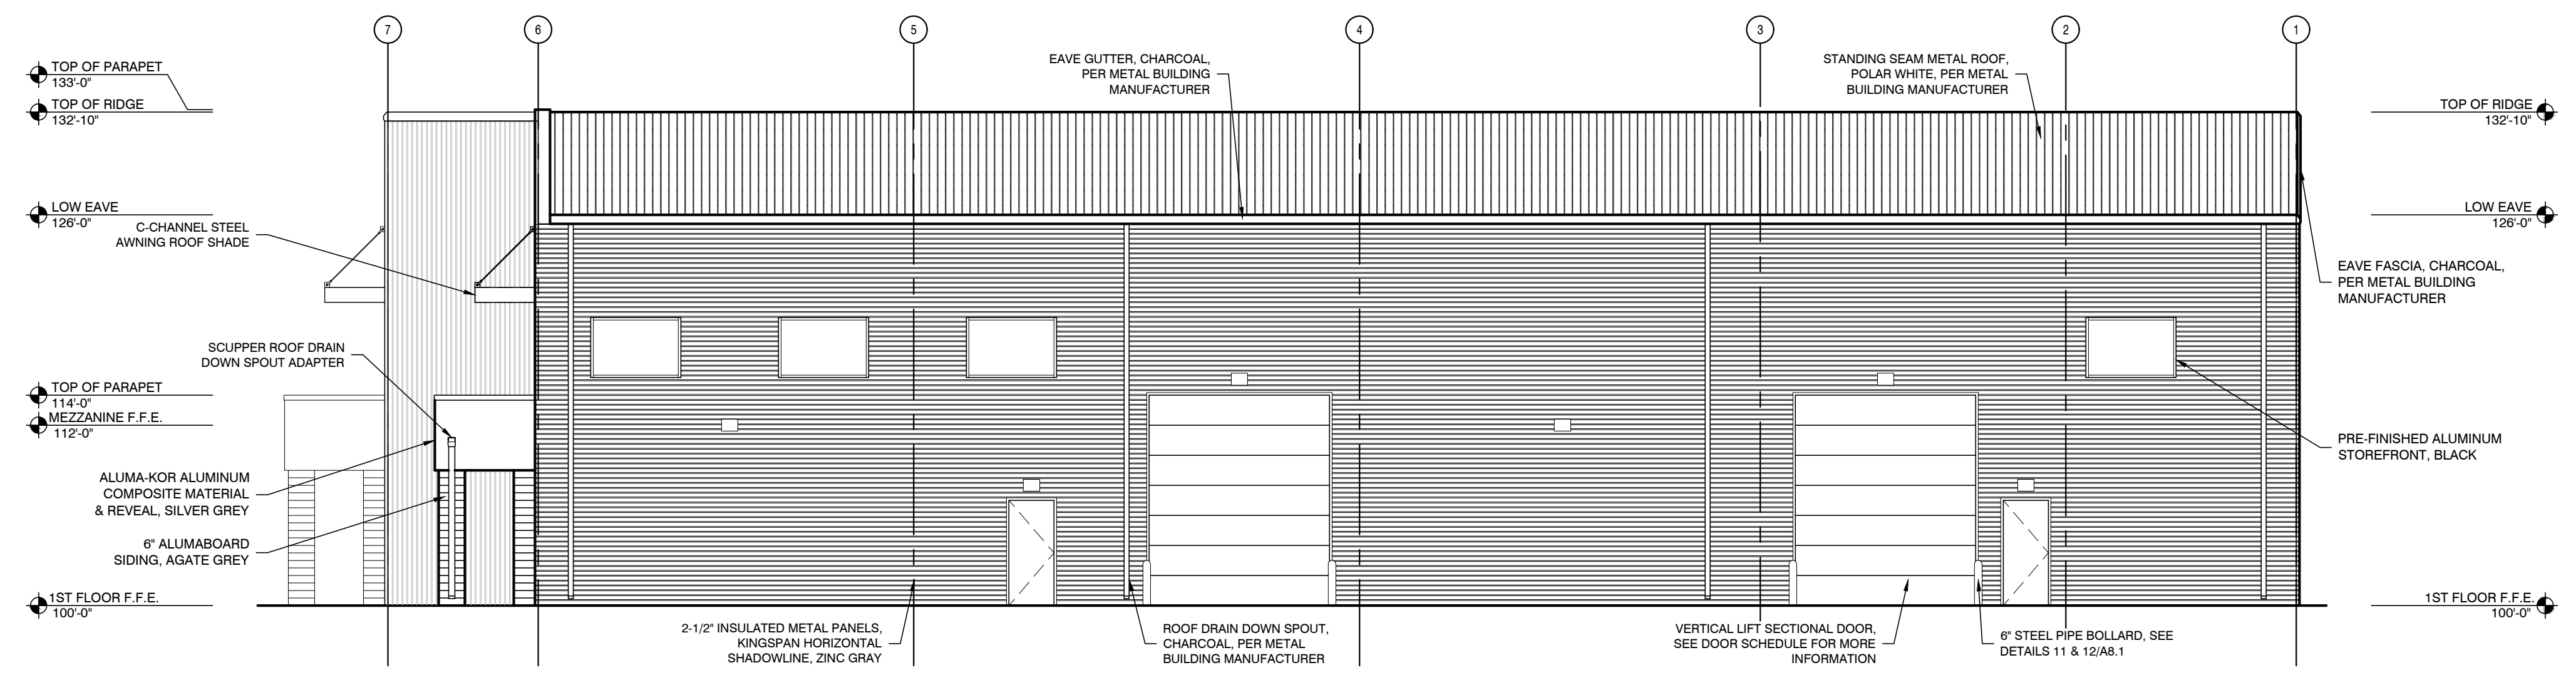 7
6
5
4
3
2
1
TOP OF PARAPET
133'-0"
TOP OF RIDGE
132'-10"
LOW EAVE
126'-0"
C-CHANNEL STEEL
AWNING ROOF SHADE
SCUPPER ROOF DRAIN
DOWN SPOUT ADAPTER
TOP OF PARAPET
114'-0"
MEZZANINE F.F.E.
112'-0"
ALUMA-KOR ALUMINUM
COMPOSITE MATERIAL
& REVEAL, SILVER GREY
6" ALUMABOARD
SIDING, AGATE GREY
1ST FLOOR F.F.E.
100'-0"
EAVE GUTTER, CHARCOAL,
PER METAL BUILDING
MANUFACTURER
STANDING SEAM METAL ROOF,
POLAR WHITE, PER METAL
BUILDING MANUFACTURER
2-1/2" INSULATED METAL PANELS,
KINGSPAN HORIZONTAL
SHADOWLINE, ZINC GRAY
ROOF DRAIN DOWN SPOUT,
CHARCOAL, PER METAL
BUILDING MANUFACTURER
VERTICAL LIFT SECTIONAL DOOR,
SEE DOOR SCHEDULE FOR MORE
INFORMATION
6" STEEL PIPE BOLLARD, SEE
DETAILS 11 & 12/A8.1
TOP OF RIDGE
132'-10"
LOW EAVE
126'-0"
EAVE FASCIA, CHARCOAL,
PER METAL BUILDING
MANUFACTURER
PRE-FINISHED ALUMINUM
STOREFRONT, BLACK
1ST FLOOR F.F.E.
100'-0"